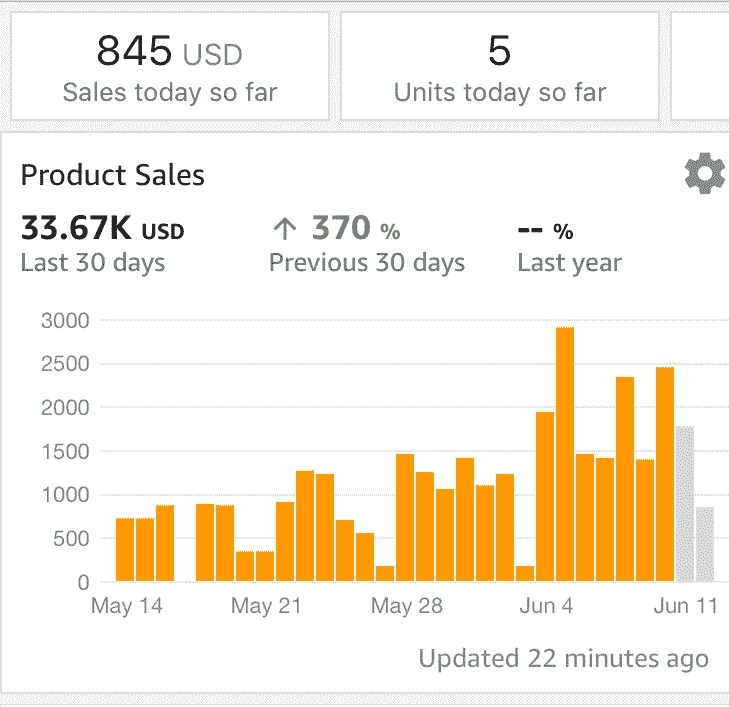 845 USD
Sales today so far
5
Units today so far
Product Sales
33.67K USD
Last 30 days
↑ 370 %
Previous 30 days
-- %
Last year
3000
2500
2000
1500
1000
500
0
May 14
May 21
May 28
Jun 4
Jun 11
Updated 22 minutes ago